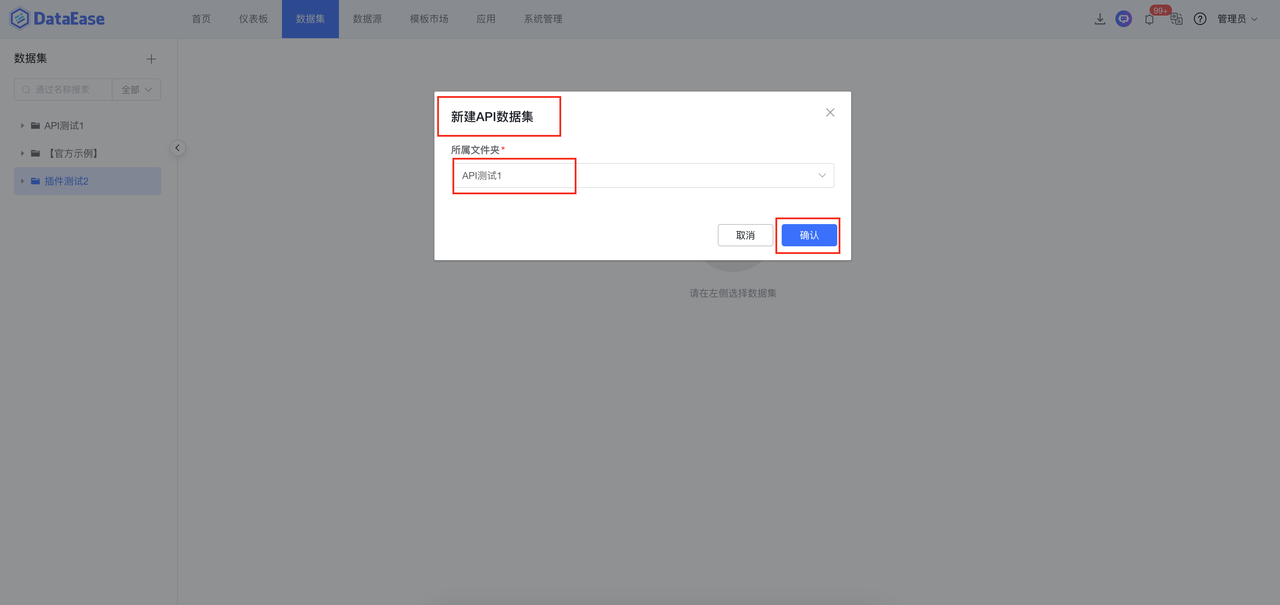 DataEase
首页 仪表板 数据集 数据源 模板市场 应用 系统管理 99+ 管理员
数据集
通过名称搜索 全部
API测试1
【官方示例】
插件测试2
新建API数据集
所属文件夹*
API测试1
取消 确认
请在左侧选择数据集